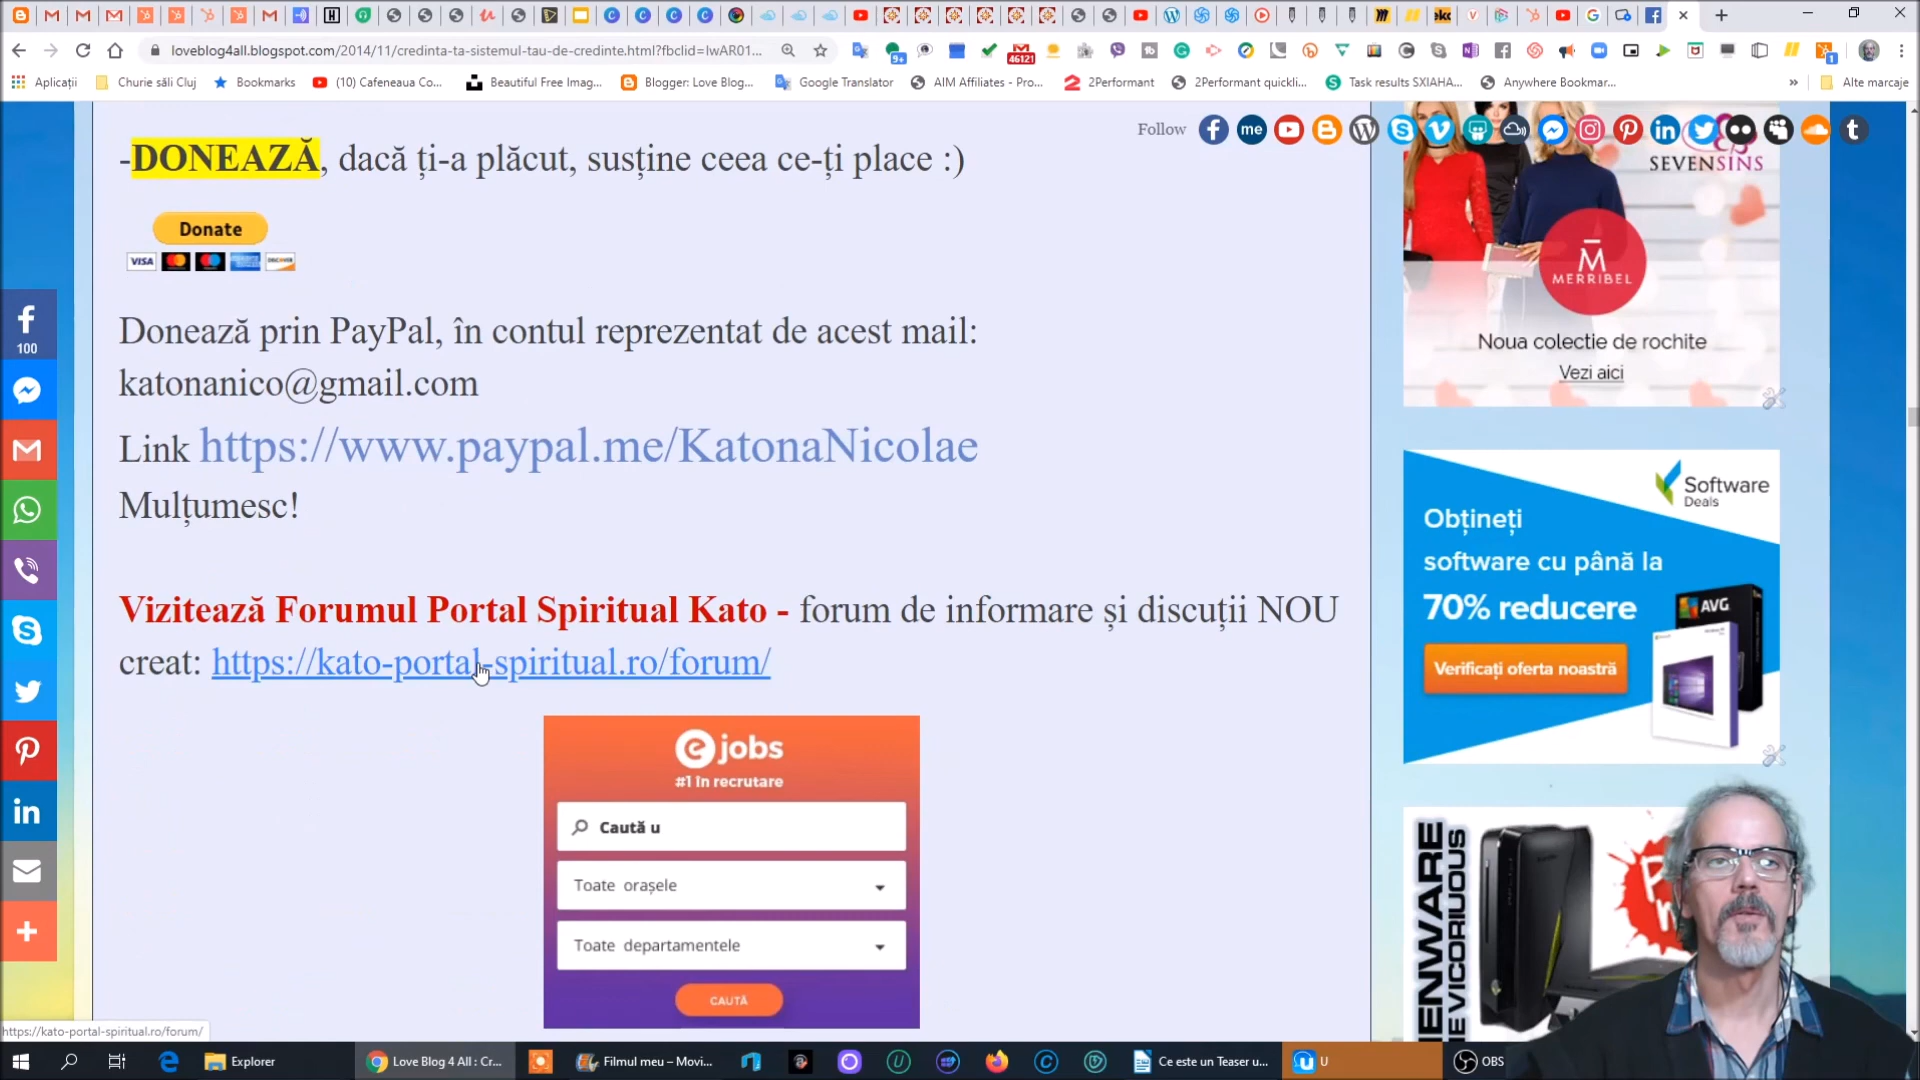 loveblog4all.blogspot.com/2014/11/credinta-ta-sistemul-tau-de-credinte.html?fbclid=IwAR01...
9+
46121
1
Aplicații
Churie săli Cluj
Bookmarks
(10) Cafeneaua Co...
Beautiful Free Imag...
Blogger: Love Blog...
Google Translator
AIM Affiliates - Pro...
2Performant
2Performant quickli...
Task results SXIAHA...
Anywhere Bookmar...
»
Alte marcaje
Follow
me
-DONEAZĂ, dacă ți-a plăcut, susține ceea ce-ți place :)
Donate
VISA
DISCOVER
Donează prin PayPal, în contul reprezentat de acest mail:
katonanico@gmail.com
Link https://www.paypal.me/KatonaNicolae
Mulțumesc!
Vizitează Forumul Portal Spiritual Kato - forum de informare și discuții NOU
creat: https://kato-portal-spiritual.ro/forum/
100
ejobs
#1 în recrutare
Caută u
Toate orașele
Toate departamentele
CAUTĂ
SEVENSINS
M
MERRIBEL
Noua colectie de rochite
Vezi aici
Software
Deals
Obțineți
software cu până la
70% reducere
AVG
Verificați oferta noastră
https://kato-portal-spiritual.ro/forum/
Explorer
Love Blog 4 All : Cr...
Filmul meu – Movi...
Ce este un Teaser u...
U
OBS